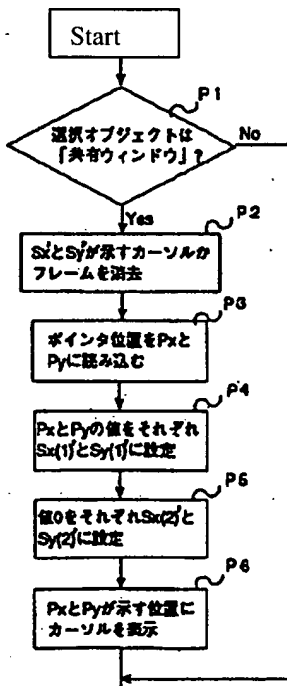 Start
P1
選択オブジェクトは
「共有ウィンドウ」?
No
Yes
P2
Sx'とSy'が示すカーソルか
フレームを消去
P3
ポインタ位置をPxと
Pyに読み込む
P4
PxとPyの値をそれぞれ
Sx(1)'とSy(1)'に設定
P5
値0をそれぞれSx(2)'と
Sy(2)'に設定
P6
PxとPyが示す位置に
カーソルを表示